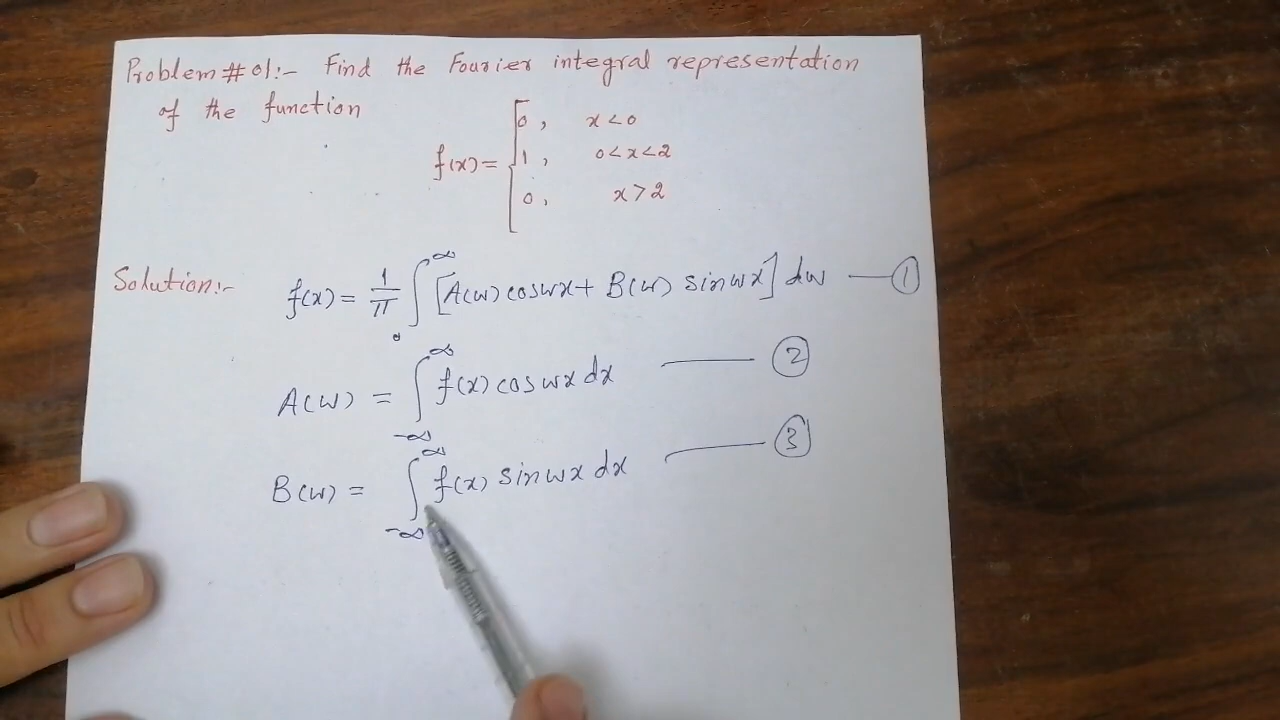 Problem # 01:- Find the Fourier integral representation
of the function
f(x) = [ 0 , x < 0
1 , 0 < x < 2
0 , x > 2
Solution:- f(x) = 1/π ∫₀^∞ [A(w) cos wx + B(w) sin wx] dw — ①
A(w) = ∫_{-∞}^{∞} f(x) cos wx dx — ②
B(w) = ∫_{-∞}^{∞} f(x) sin wx dx — ③